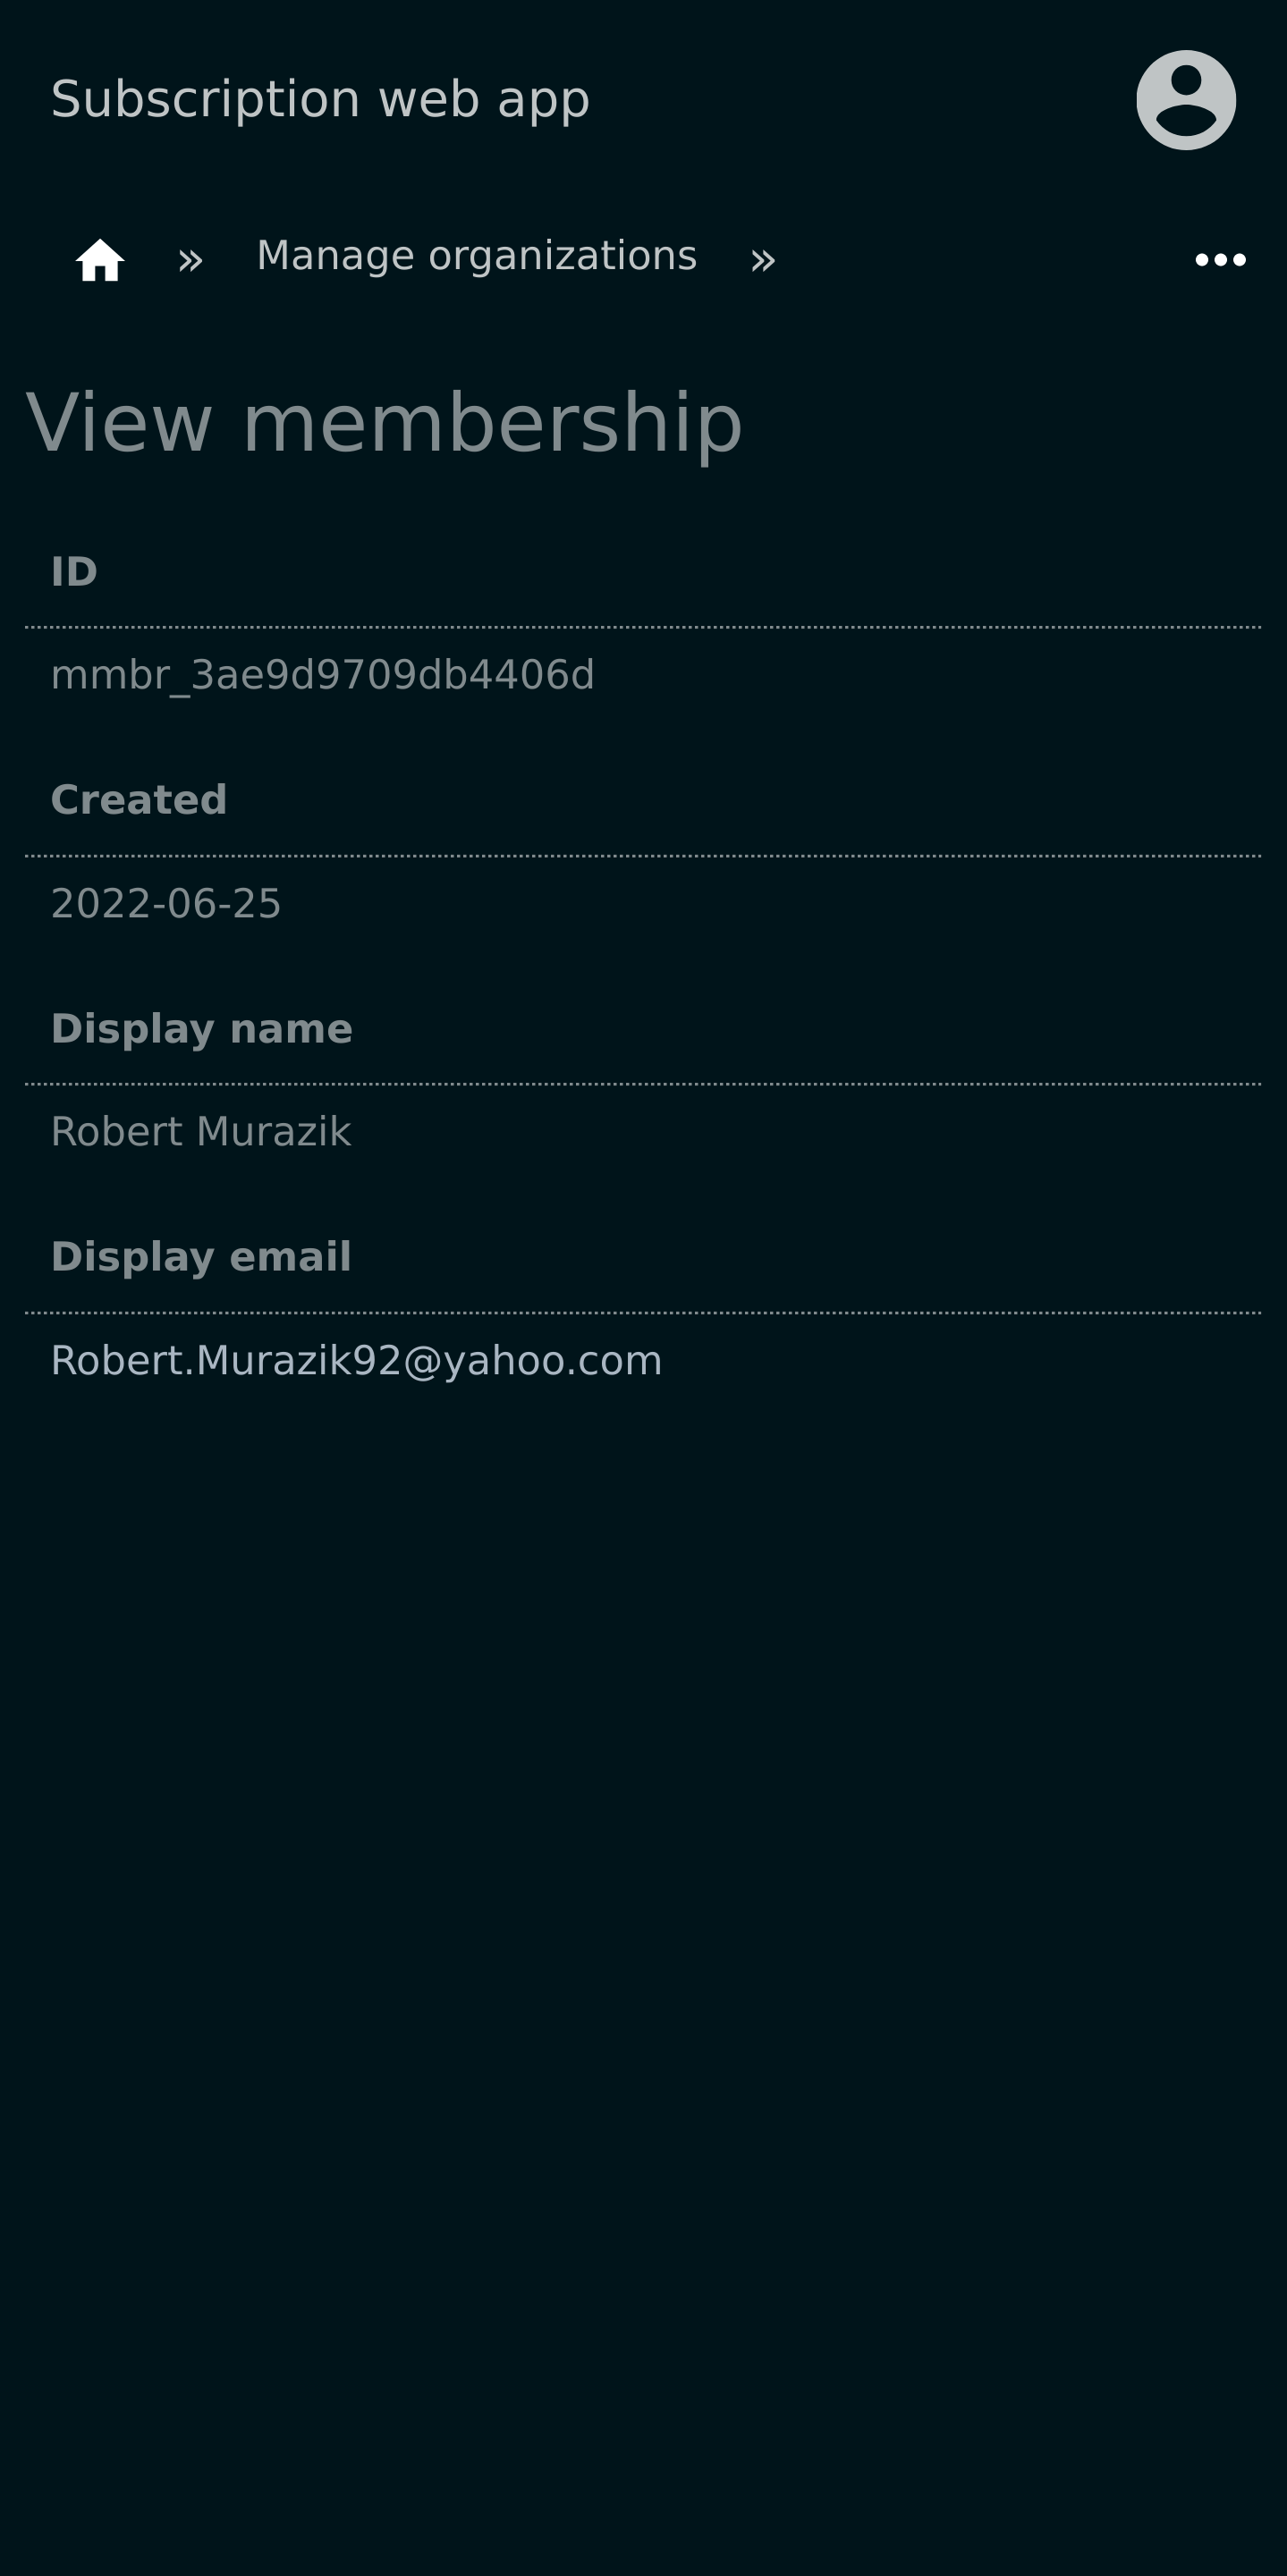 Subscription web app
» Manage organizations »
View membership
ID
mmbr_3ae9d9709db4406d
Created
2022-06-25
Display name
Robert Murazik
Display email
Robert.Murazik92@yahoo.com